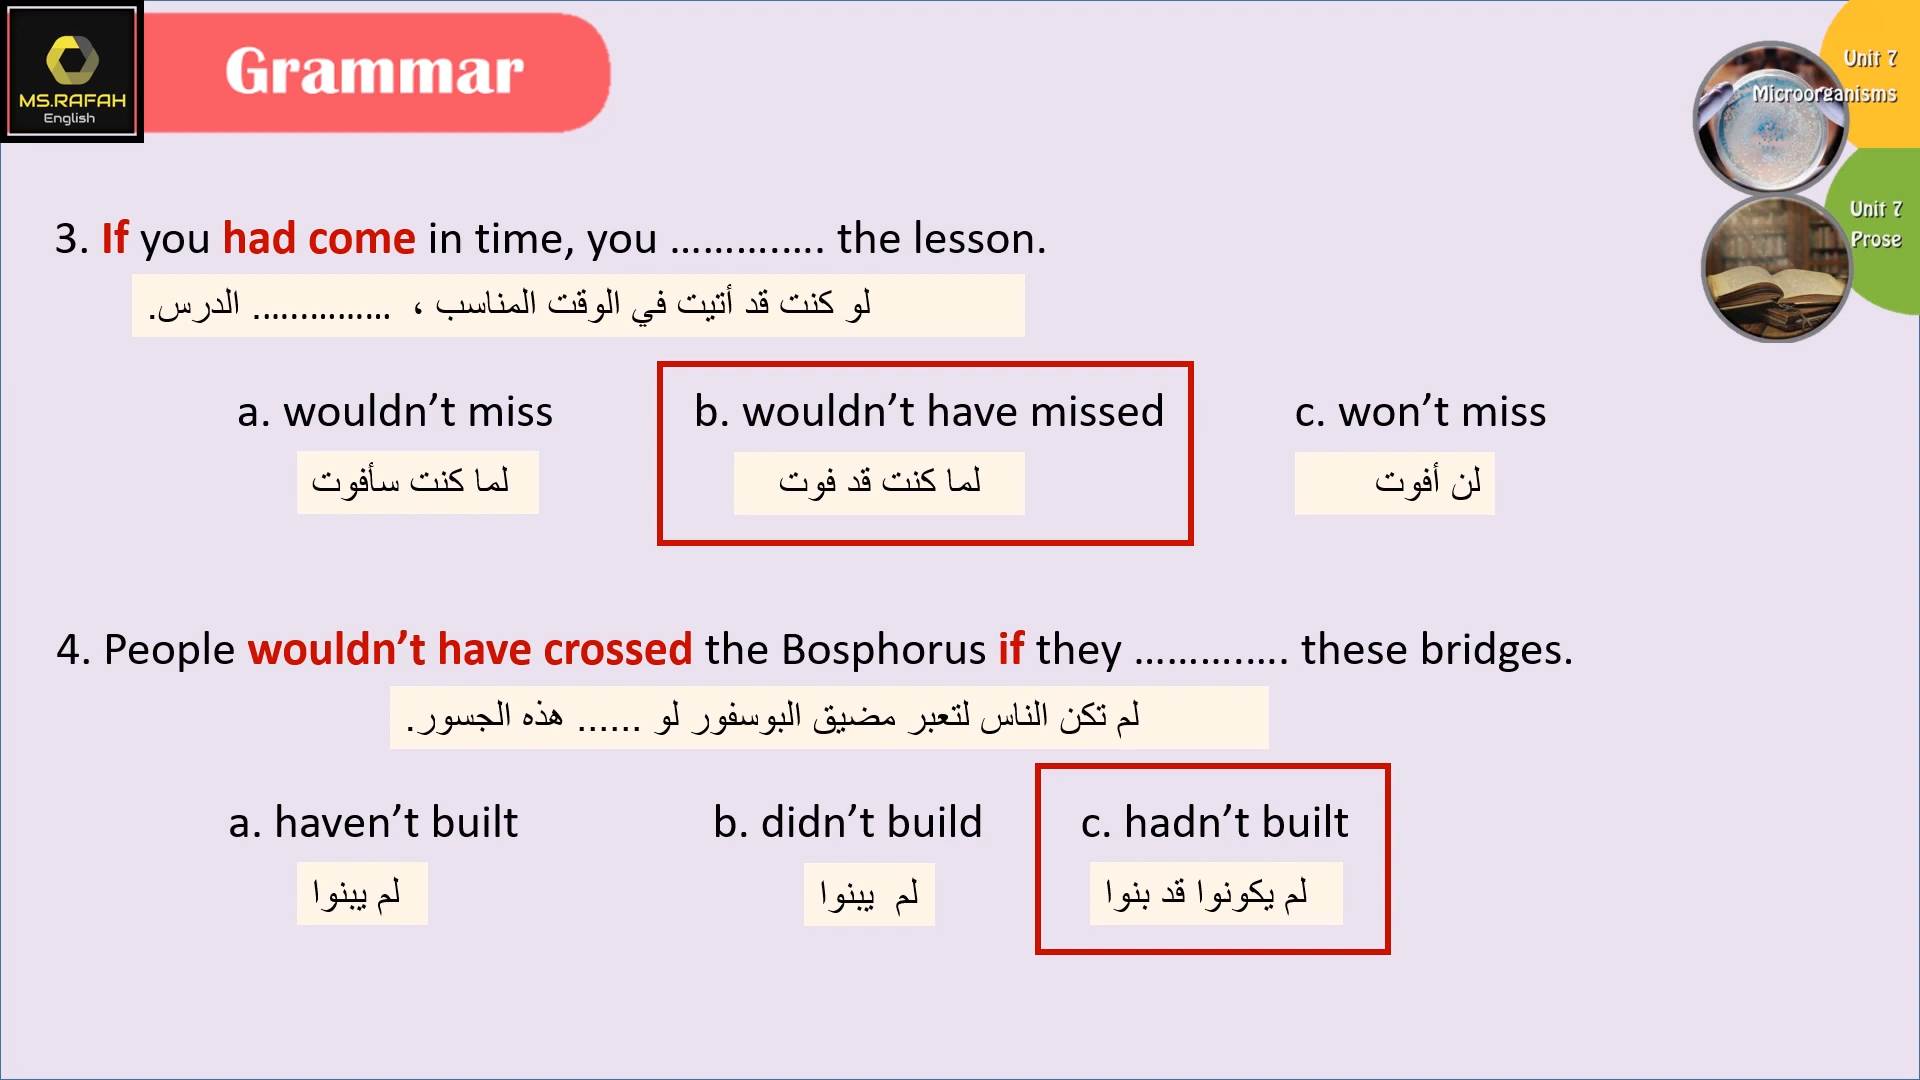 MS.RAFAH
English
Grammar
Unit 7
Microorganisms
Unit 7
Prose
3. If you had come in time, you ………….…. the lesson.
لو كنت قد أتيت في الوقت المناسب ، …………….. الدرس.
a. wouldn’t miss
b. wouldn’t have missed
c. won’t miss
لما كنت سأفوت
لما كنت قد فوت
لن أفوت
4. People wouldn’t have crossed the Bosphorus if they ………….…. these bridges.
لم تكن الناس لتعبر مضيق البوسفور لو ...... هذه الجسور.
a. haven’t built
b. didn’t build
c. hadn’t built
لم يبنوا
لم يبنوا
لم يكونوا قد بنوا